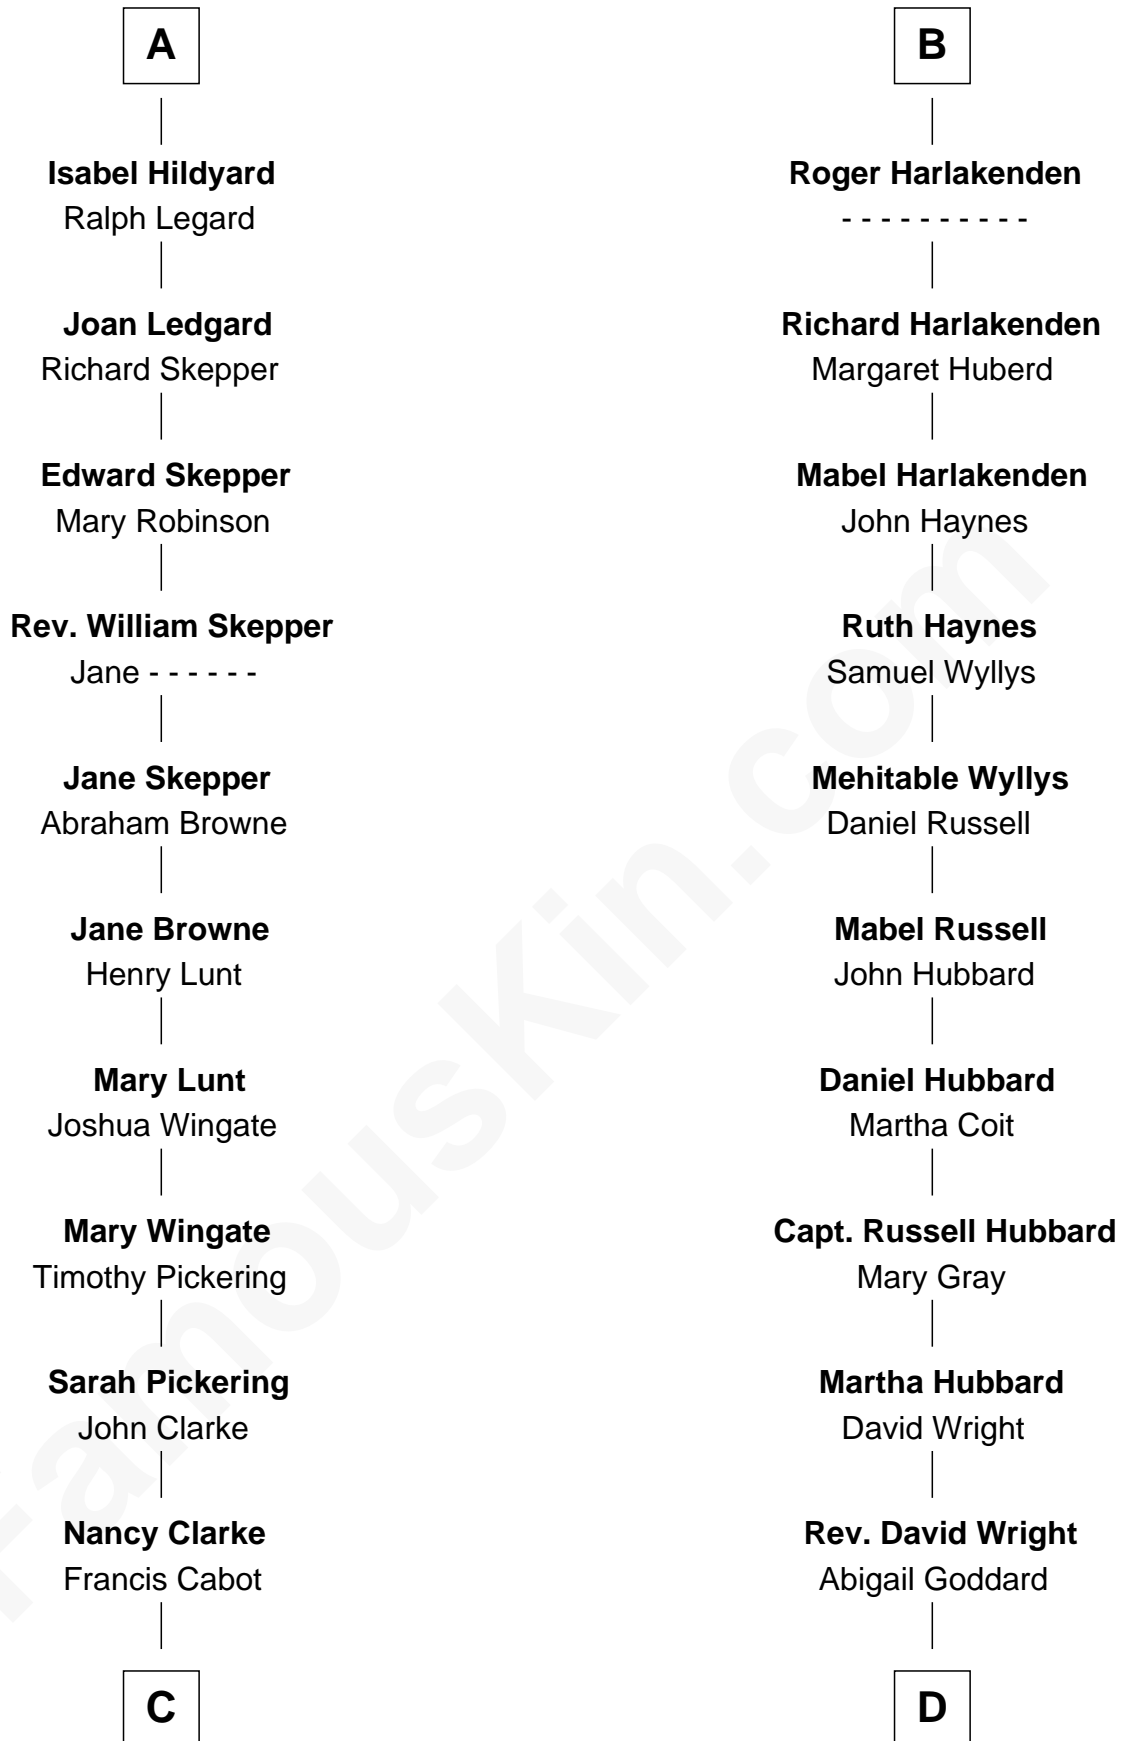 A
Isabel Hildyard
Ralph Legard
Joan Ledgard
Richard Skepper
Edward Skepper
Mary Robinson
Rev. William Skepper
Jane - - - - - -
Jane Skepper
Abraham Browne
Jane Browne
Henry Lunt
Mary Lunt
Joshua Wingate
Mary Wingate
Timothy Pickering
Sarah Pickering
John Clarke
Nancy Clarke
Francis Cabot
C
B
Roger Harlakenden
- - - - - - - - - -
Richard Harlakenden
Margaret Huberd
Mabel Harlakenden
John Haynes
Ruth Haynes
Samuel Wyllys
Mehitable Wyllys
Daniel Russell
Mabel Russell
John Hubbard
Daniel Hubbard
Martha Coit
Capt. Russell Hubbard
Mary Gray
Martha Hubbard
David Wright
Rev. David Wright
Abigail Goddard
D
FamousKin.com